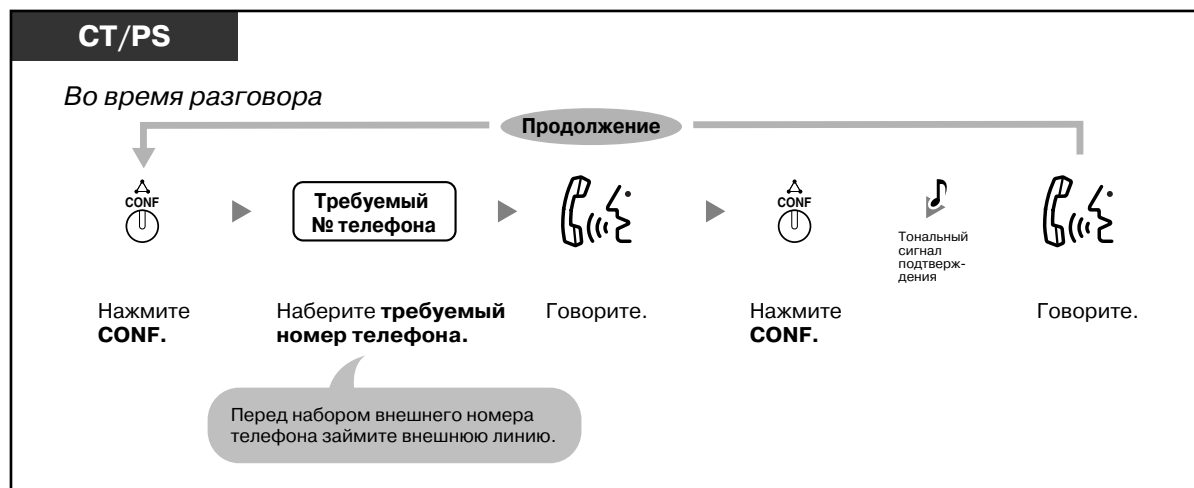 CT/PS
Во время разговора
Продолжение
CONF
Требуемый
№ телефона
CONF
Тональный
сигнал
подтверж-
дения
Нажмите
CONF.
Наберите требуемый
номер телефона.
Говорите.
Нажмите
CONF.
Говорите.
Перед набором внешнего номера
телефона займите внешнюю линию.